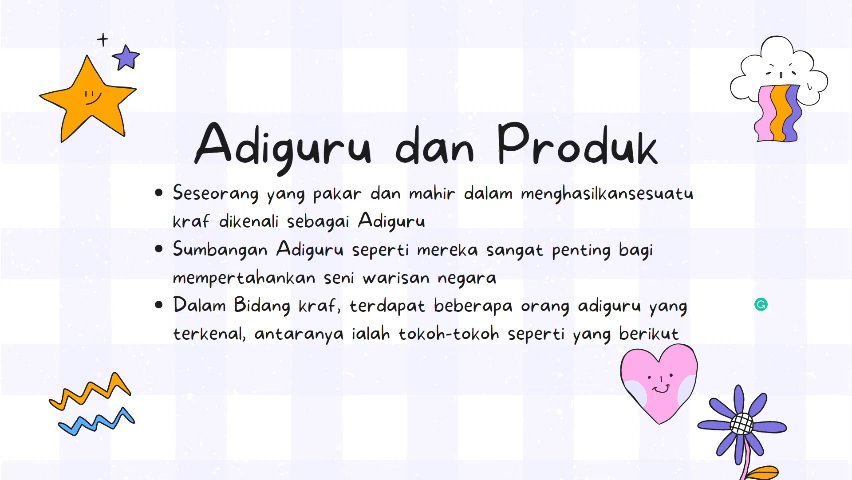 Adiguru dan Produk
• Seseorang yang pakar dan mahir dalam menghasilkansesuatu
kraf dikenali sebagai Adiguru
• Sumbangan Adiguru seperti mereka sangat penting bagi
mempertahankan seni warisan negara
• Dalam Bidang kraf, terdapat beberapa orang adiguru yang
terkenal, antaranya ialah tokoh-tokoh seperti yang berikut